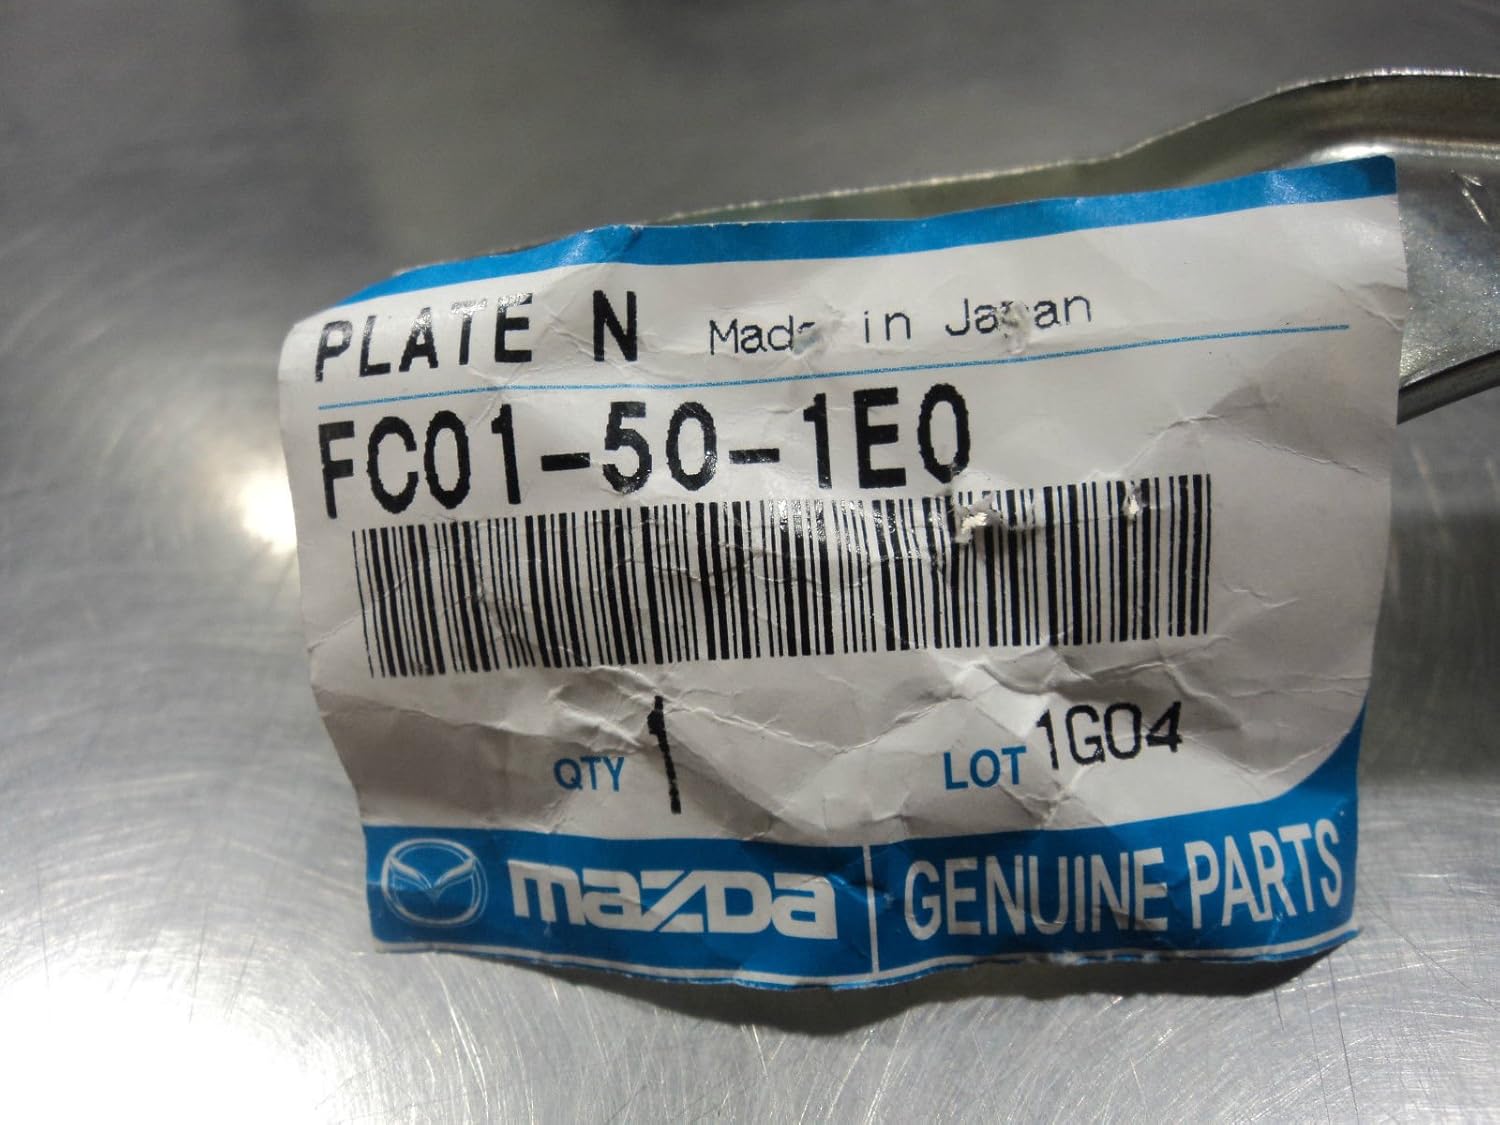 PLATE N Made in Japan
FC01-50-1E0
QTY 1 LOT 1G04
mazda GENUINE PARTS